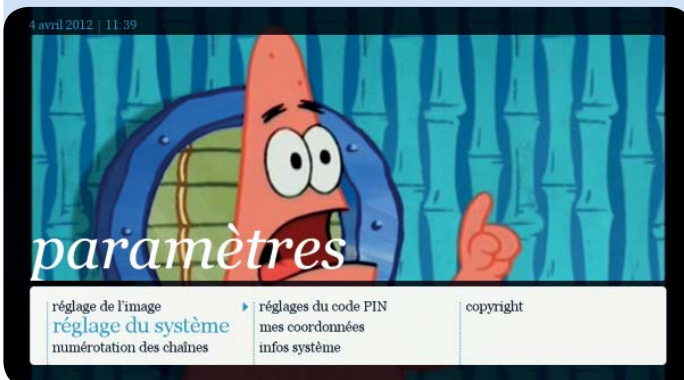 4 avril 2012 | 11:39
paramètres
réglage de l'image
réglage du système
numérotation des chaînes
réglages du code PIN
mes coordonnées
infos système
copyright